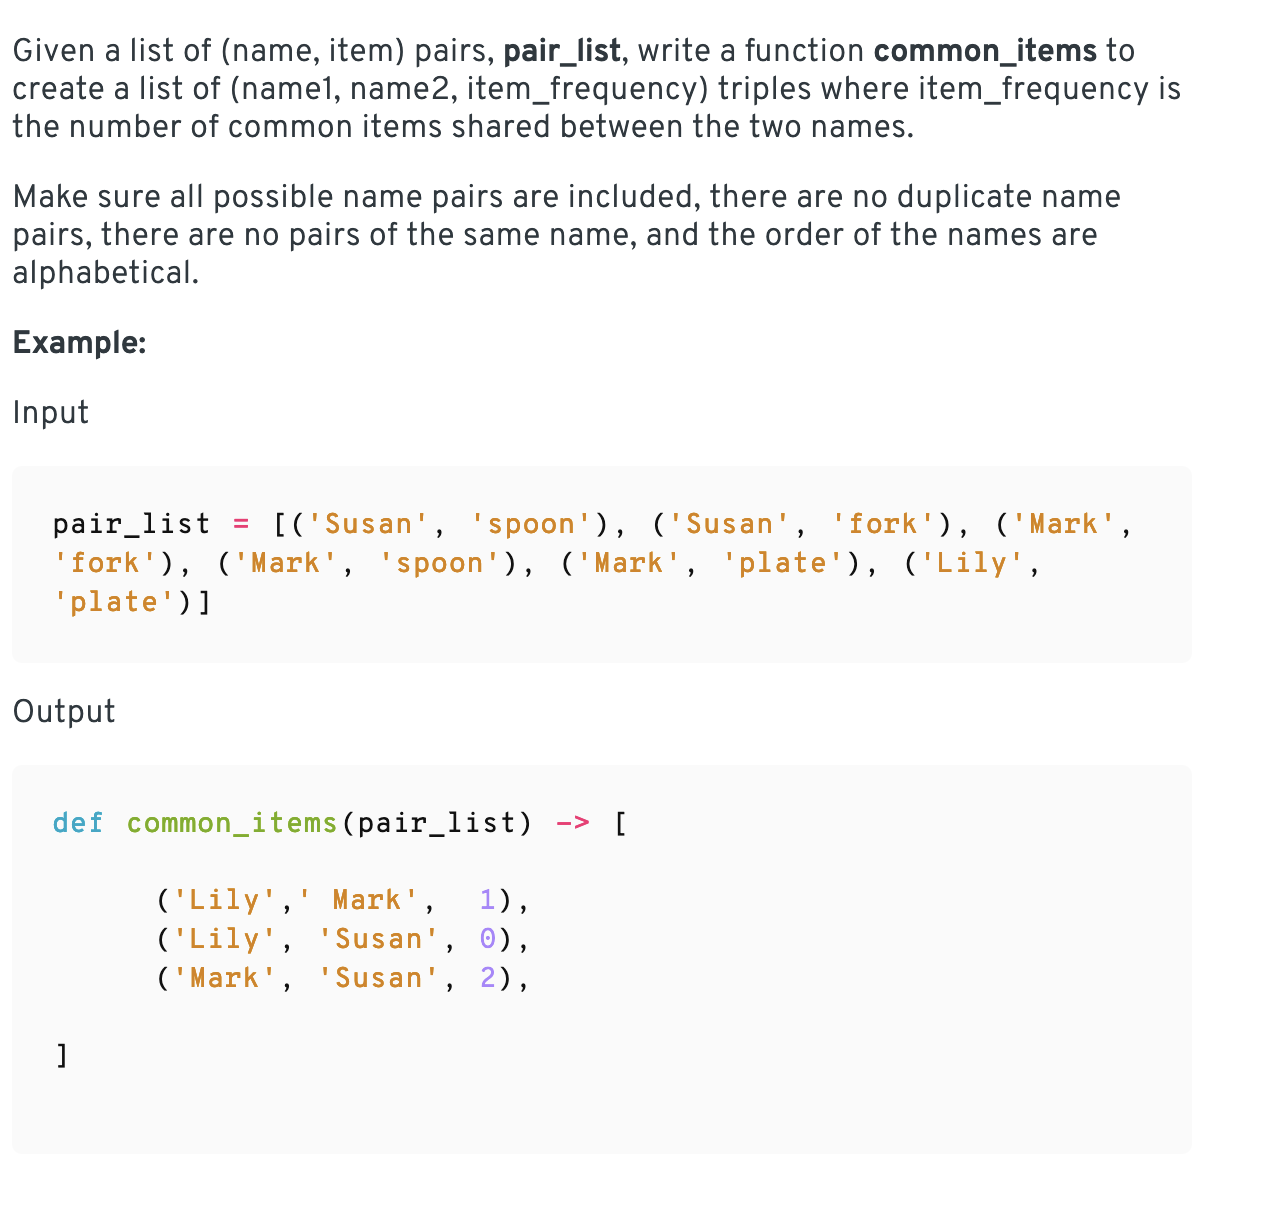 Given a list of (name, item) pairs, pair_list, write a function common_items to
create a list of (name1, name2, item_frequency) triples where item_frequency is
the number of common items shared between the two names.
Make sure all possible name pairs are included, there are no duplicate name
pairs, there are no pairs of the same name, and the order of the names are
alphabetical.
Example:
Input
pair_list = [('Susan', 'spoon'), ('Susan', 'fork'), ('Mark',
'fork'), ('Mark', 'spoon'), ('Mark', 'plate'), ('Lily',
'plate')]
Output
def common_items(pair_list) -> [
('Lily',' Mark',  1),
('Lily', 'Susan', 0),
('Mark', 'Susan', 2),
]